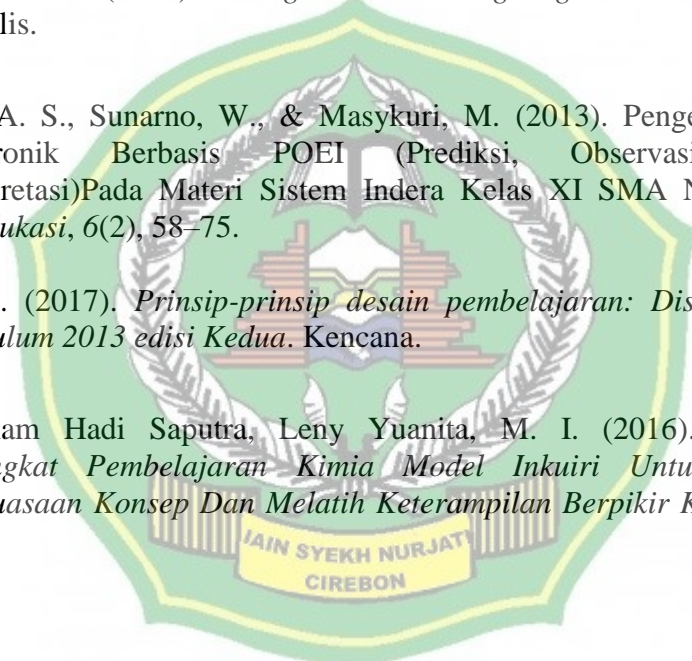 lis.
A. S., Sunarno, W., & Masykuri, M. (2013). Penge
ronik Berbasis POEI (Prediksi, Observasi
retasi)Pada Materi Sistem Indera Kelas XI SMA N
ukasi, 6(2), 58–75.
. (2017). Prinsip-prinsip desain pembelajaran: Dis
ulum 2013 edisi Kedua. Kencana.
am Hadi Saputra, Leny Yuanita, M. I. (2016).
ngkat Pembelajaran Kimia Model Inkuiri Untu
uasaan Konsep Dan Melatih Keterampilan Berpikir K
IAIN SYEKH NURJATI
CIREBON